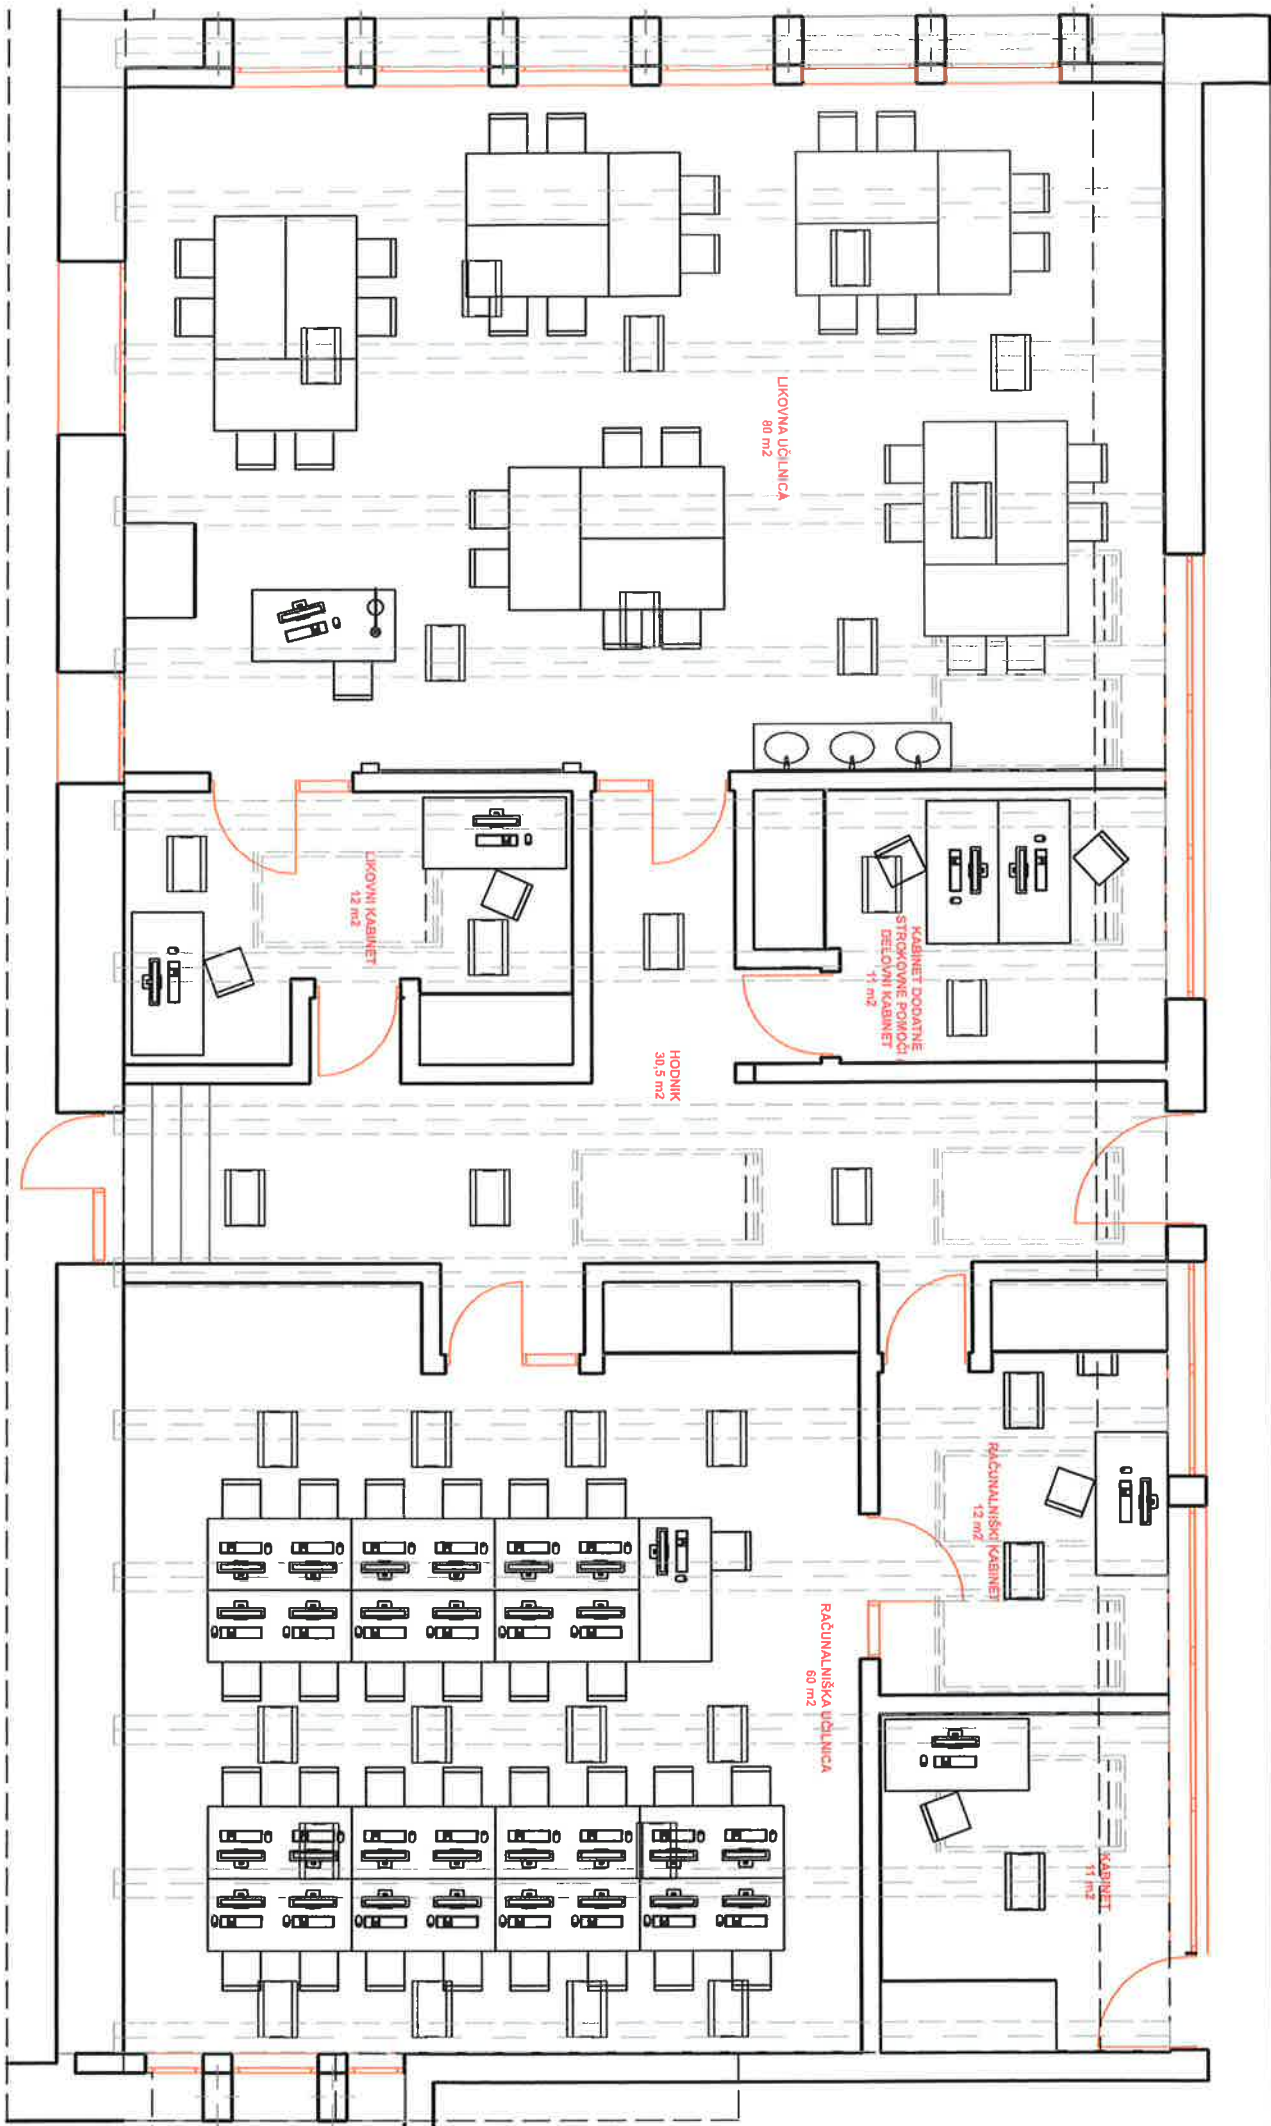 LIKOVNA UČILNICA
80 m2
LIKOVNI KABINET
12 m2
KABINET DODATNE
STROKOVNE POMOČI /
DELOVNI KABINET
11 m2
HODNIK
30,5 m2
RAČUNALNIŠKI KABINET
12 m2
RAČUNALNIŠKA UČILNICA
60 m2
KABINET
11 m2